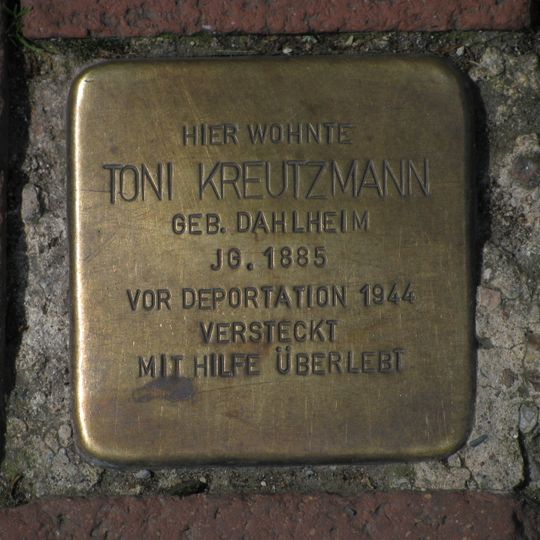 HIER WOHNTE
TONI KREUTZMANN
GEB. DAHLHEIM
JG. 1885
VOR DEPORTATION 1944
VERSTECKT
MIT HILFE ÜBERLEBT